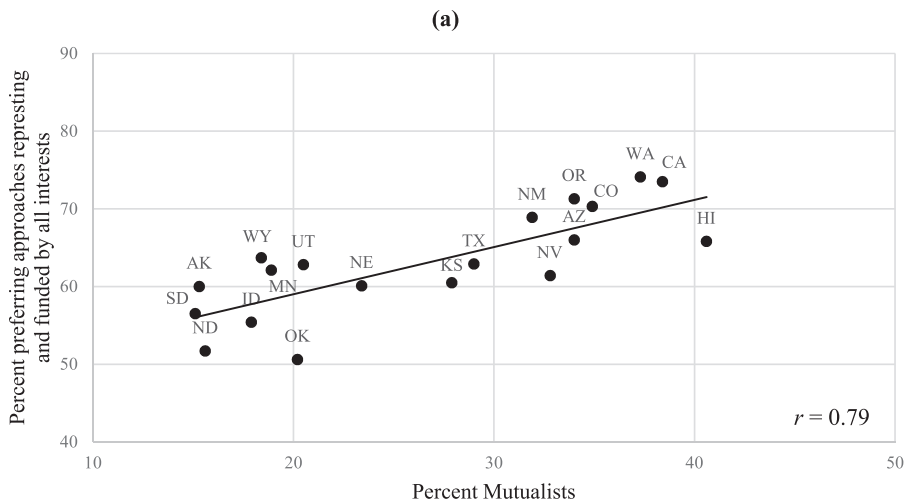 (a)
Percent preferring approaches represting
and funded by all interests
90
80
70
60
50
40
WA
CA
OR
CO
NM
AZ
HI
WY
UT
TX
NV
AK
NE
KS
MN
SD
ID
ND
OK
r = 0.79
10
20
30
40
50
Percent Mutualists